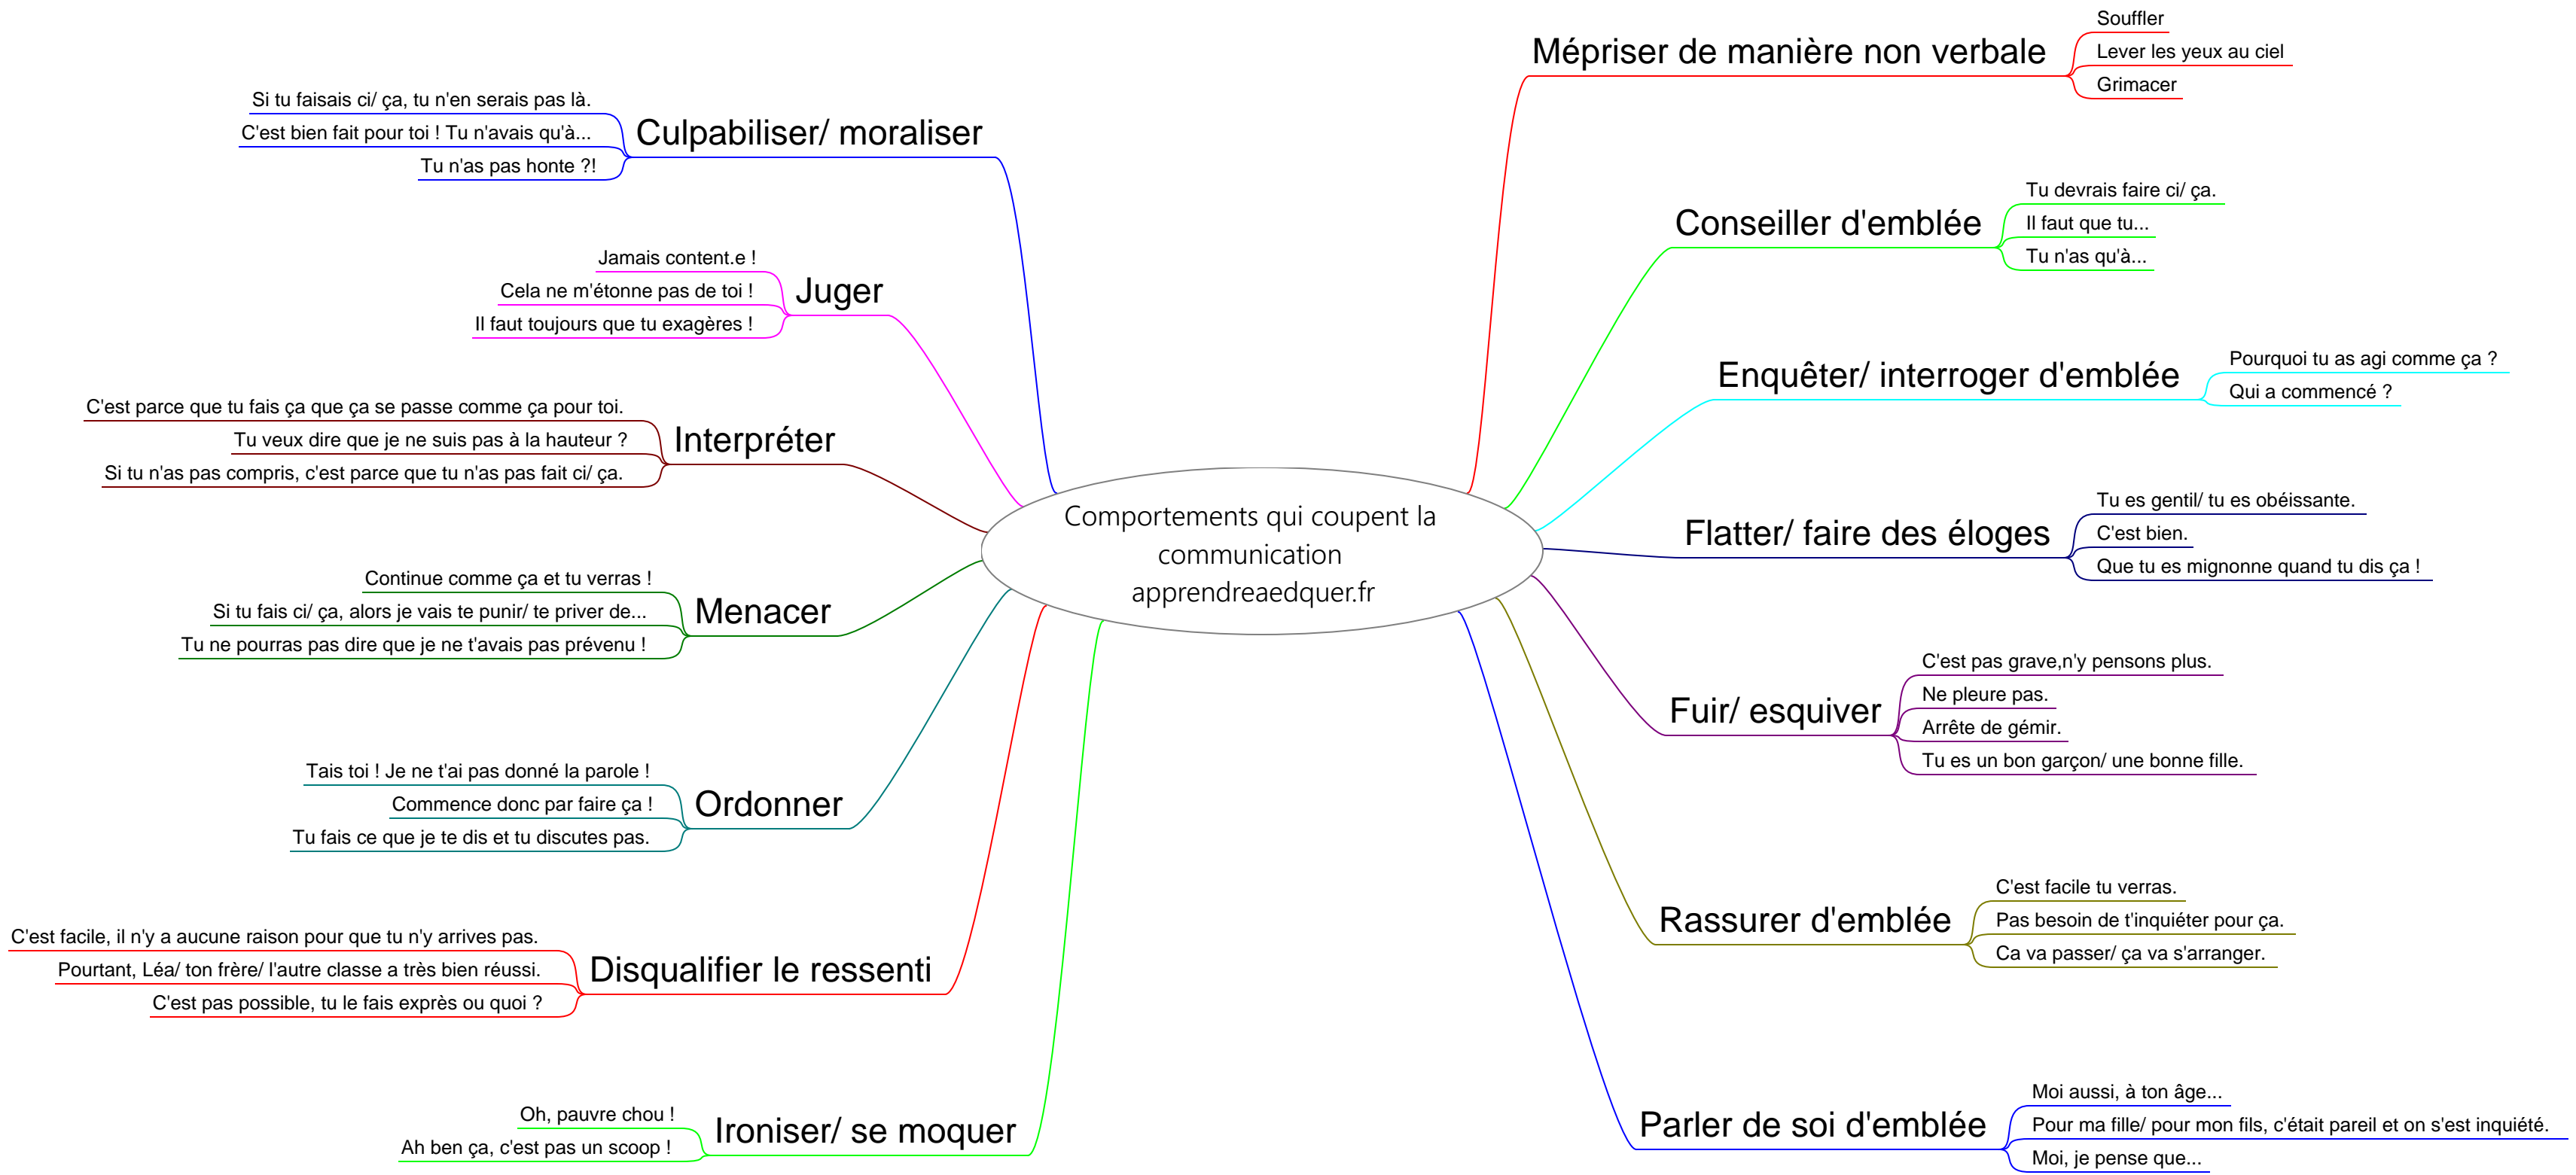 Comportements qui coupent la
communication
apprendreaedquer.fr
Mépriser de manière non verbale
Souffler
Lever les yeux au ciel
Grimacer
Conseiller d'emblée
Tu devrais faire ci/ ça.
Il faut que tu...
Tu n'as qu'à...
Enquêter/ interroger d'emblée
Pourquoi tu as agi comme ça ?
Qui a commencé ?
Flatter/ faire des éloges
Tu es gentil/ tu es obéissante.
C'est bien.
Que tu es mignonne quand tu dis ça !
Fuir/ esquiver
C'est pas grave,n'y pensons plus.
Ne pleure pas.
Arrête de gémir.
Tu es un bon garçon/ une bonne fille.
Rassurer d'emblée
C'est facile tu verras.
Pas besoin de t'inquiéter pour ça.
Ca va passer/ ça va s'arranger.
Parler de soi d'emblée
Moi aussi, à ton âge...
Pour ma fille/ pour mon fils, c'était pareil et on s'est inquiété.
Moi, je pense que...
Culpabiliser/ moraliser
Si tu faisais ci/ ça, tu n'en serais pas là.
C'est bien fait pour toi ! Tu n'avais qu'à...
Tu n'as pas honte ?!
Juger
Jamais content.e !
Cela ne m'étonne pas de toi !
Il faut toujours que tu exagères !
Interpréter
C'est parce que tu fais ça que ça se passe comme ça pour toi.
Tu veux dire que je ne suis pas à la hauteur ?
Si tu n'as pas compris, c'est parce que tu n'as pas fait ci/ ça.
Menacer
Continue comme ça et tu verras !
Si tu fais ci/ ça, alors je vais te punir/ te priver de...
Tu ne pourras pas dire que je ne t'avais pas prévenu !
Ordonner
Tais toi ! Je ne t'ai pas donné la parole !
Commence donc par faire ça !
Tu fais ce que je te dis et tu discutes pas.
Disqualifier le ressenti
C'est facile, il n'y a aucune raison pour que tu n'y arrives pas.
Pourtant, Léa/ ton frère/ l'autre classe a très bien réussi.
C'est pas possible, tu le fais exprès ou quoi ?
Ironiser/ se moquer
Oh, pauvre chou !
Ah ben ça, c'est pas un scoop !